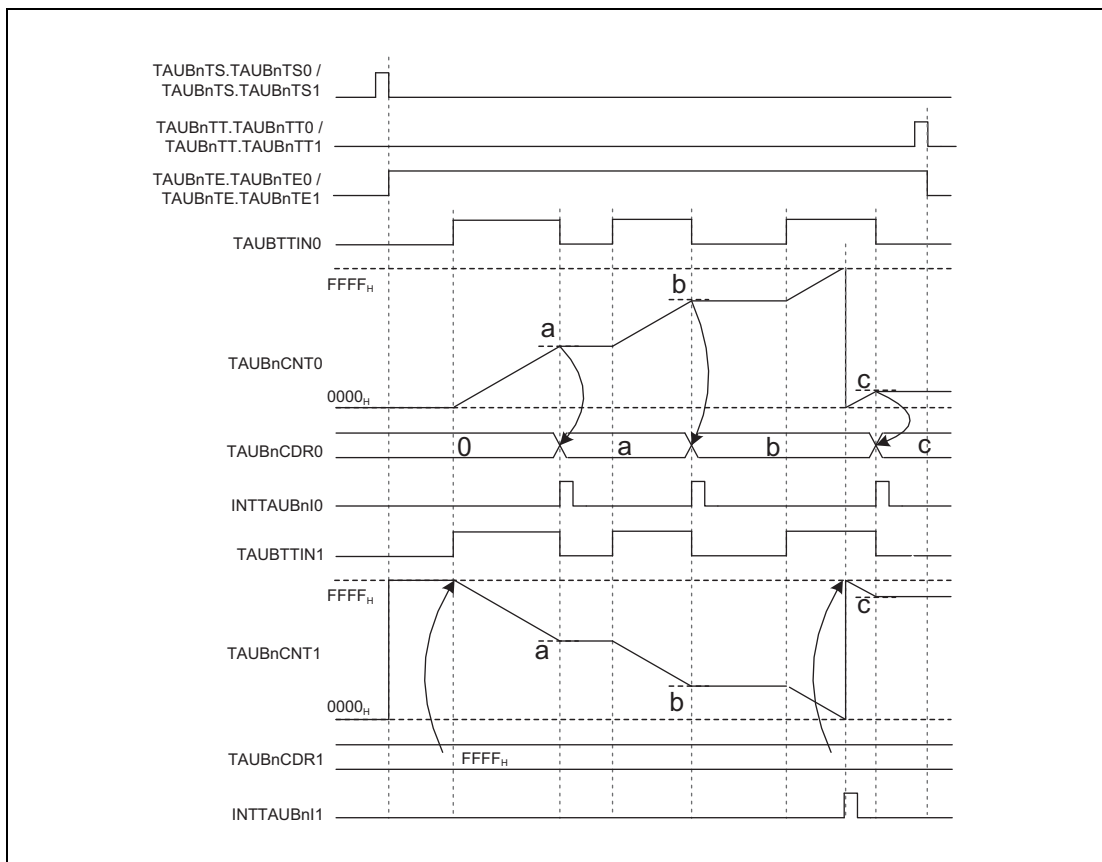 TAUBnTS.TAUBnTS0 /
TAUBnTS.TAUBnTS1
TAUBnTT.TAUBnTT0 /
TAUBnTT.TAUBnTT1
TAUBnTE.TAUBnTE0 /
TAUBnTE.TAUBnTE1
TAUBTTIN0
FFFFH
b
a
TAUBnCNT0
c
0000H
TAUBnCDR0
0
a
b
c
INTTAUBnI0
TAUBTTIN1
FFFFH
c
TAUBnCNT1
a
b
0000H
TAUBnCDR1
FFFFH
INTTAUBnI1